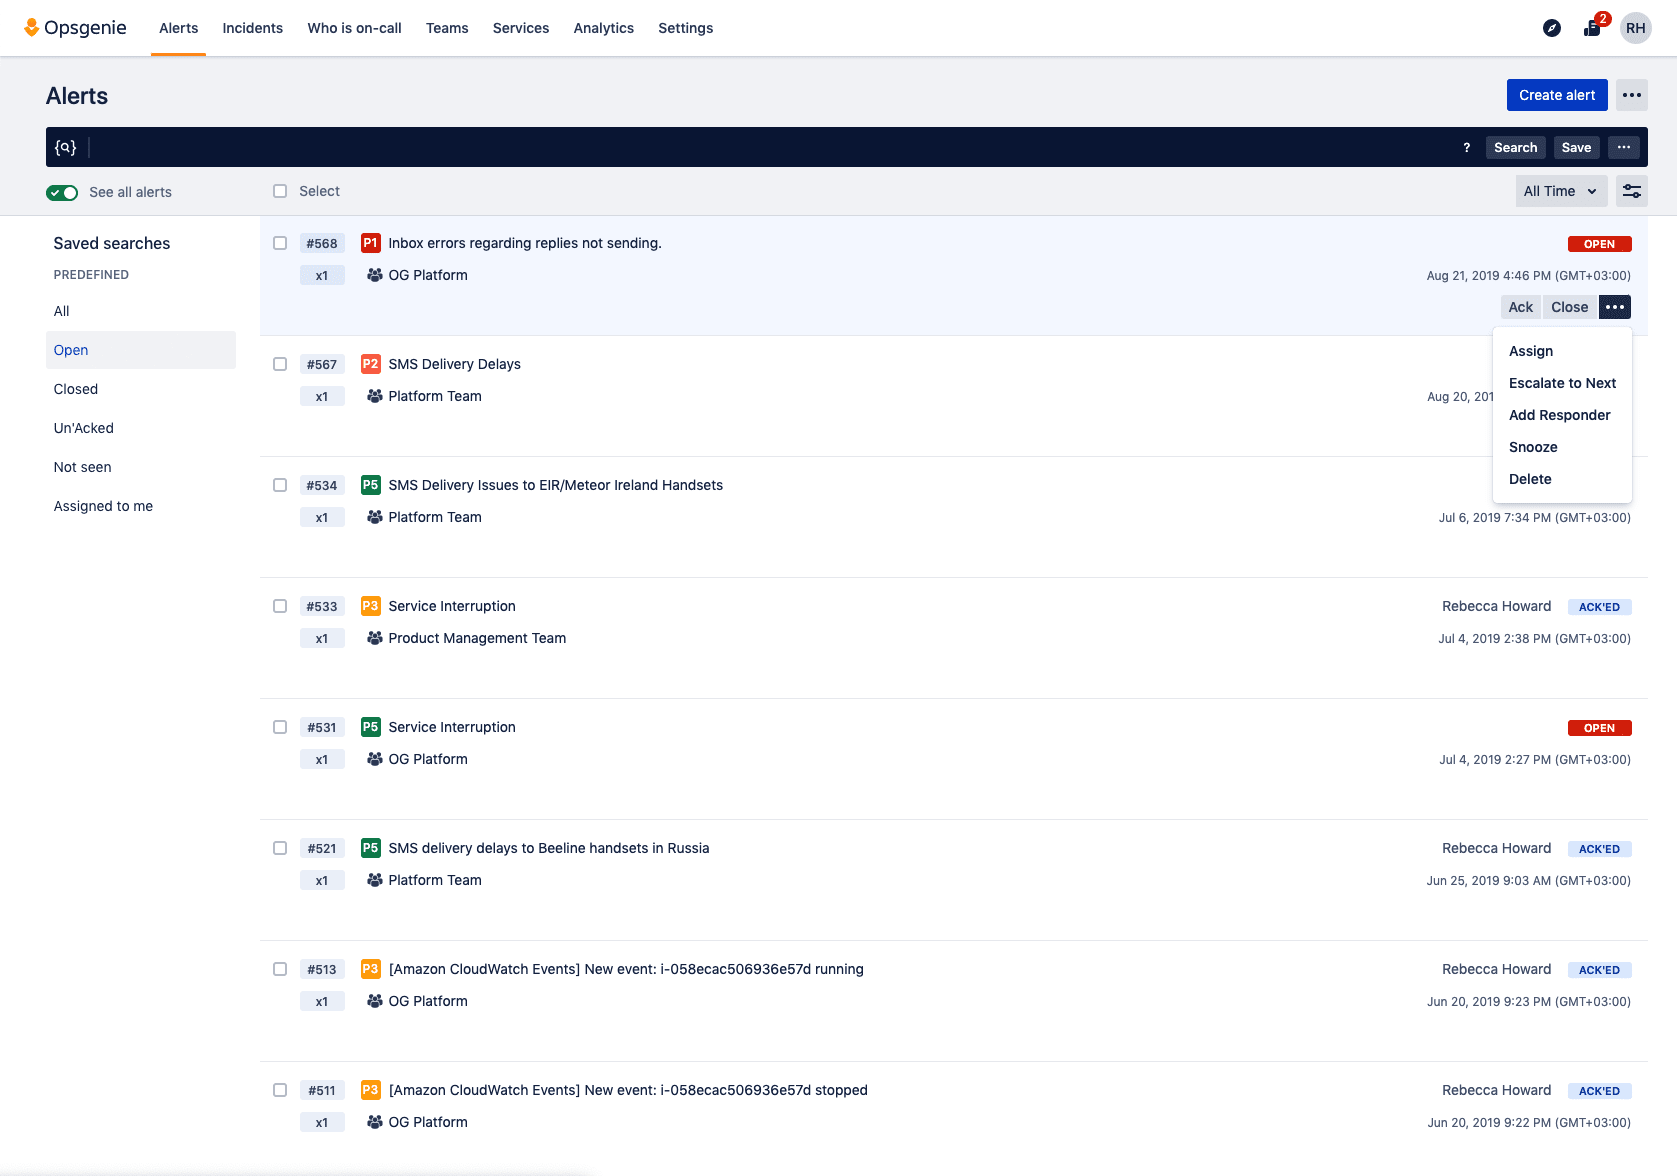 Opsgenie Alerts Incidents Who is on-call Teams Services Analytics Settings 2 RH
Alerts Create alert
? Search Save
See all alerts Select All Time
Saved searches
PREDEFINED
All
Open
Closed
Un'Acked
Not seen
Assigned to me
#568 P1 Inbox errors regarding replies not sending. OPEN
x1 OG Platform Aug 21, 2019 4:46 PM (GMT+03:00)
Ack Close
Assign
Escalate to Next
Add Responder
Snooze
Delete
#567 P2 SMS Delivery Delays
x1 Platform Team Aug 20, 201
#534 P5 SMS Delivery Issues to EIR/Meteor Ireland Handsets
x1 Platform Team Jul 6, 2019 7:34 PM (GMT+03:00)
#533 P3 Service Interruption Rebecca Howard ACK'ED
x1 Product Management Team Jul 4, 2019 2:38 PM (GMT+03:00)
#531 P5 Service Interruption OPEN
x1 OG Platform Jul 4, 2019 2:27 PM (GMT+03:00)
#521 P5 SMS delivery delays to Beeline handsets in Russia Rebecca Howard ACK'ED
x1 Platform Team Jun 25, 2019 9:03 AM (GMT+03:00)
#513 P3 [Amazon CloudWatch Events] New event: i-058ecac506936e57d running Rebecca Howard ACK'ED
x1 OG Platform Jun 20, 2019 9:23 PM (GMT+03:00)
#511 P3 [Amazon CloudWatch Events] New event: i-058ecac506936e57d stopped Rebecca Howard ACK'ED
x1 OG Platform Jun 20, 2019 9:22 PM (GMT+03:00)